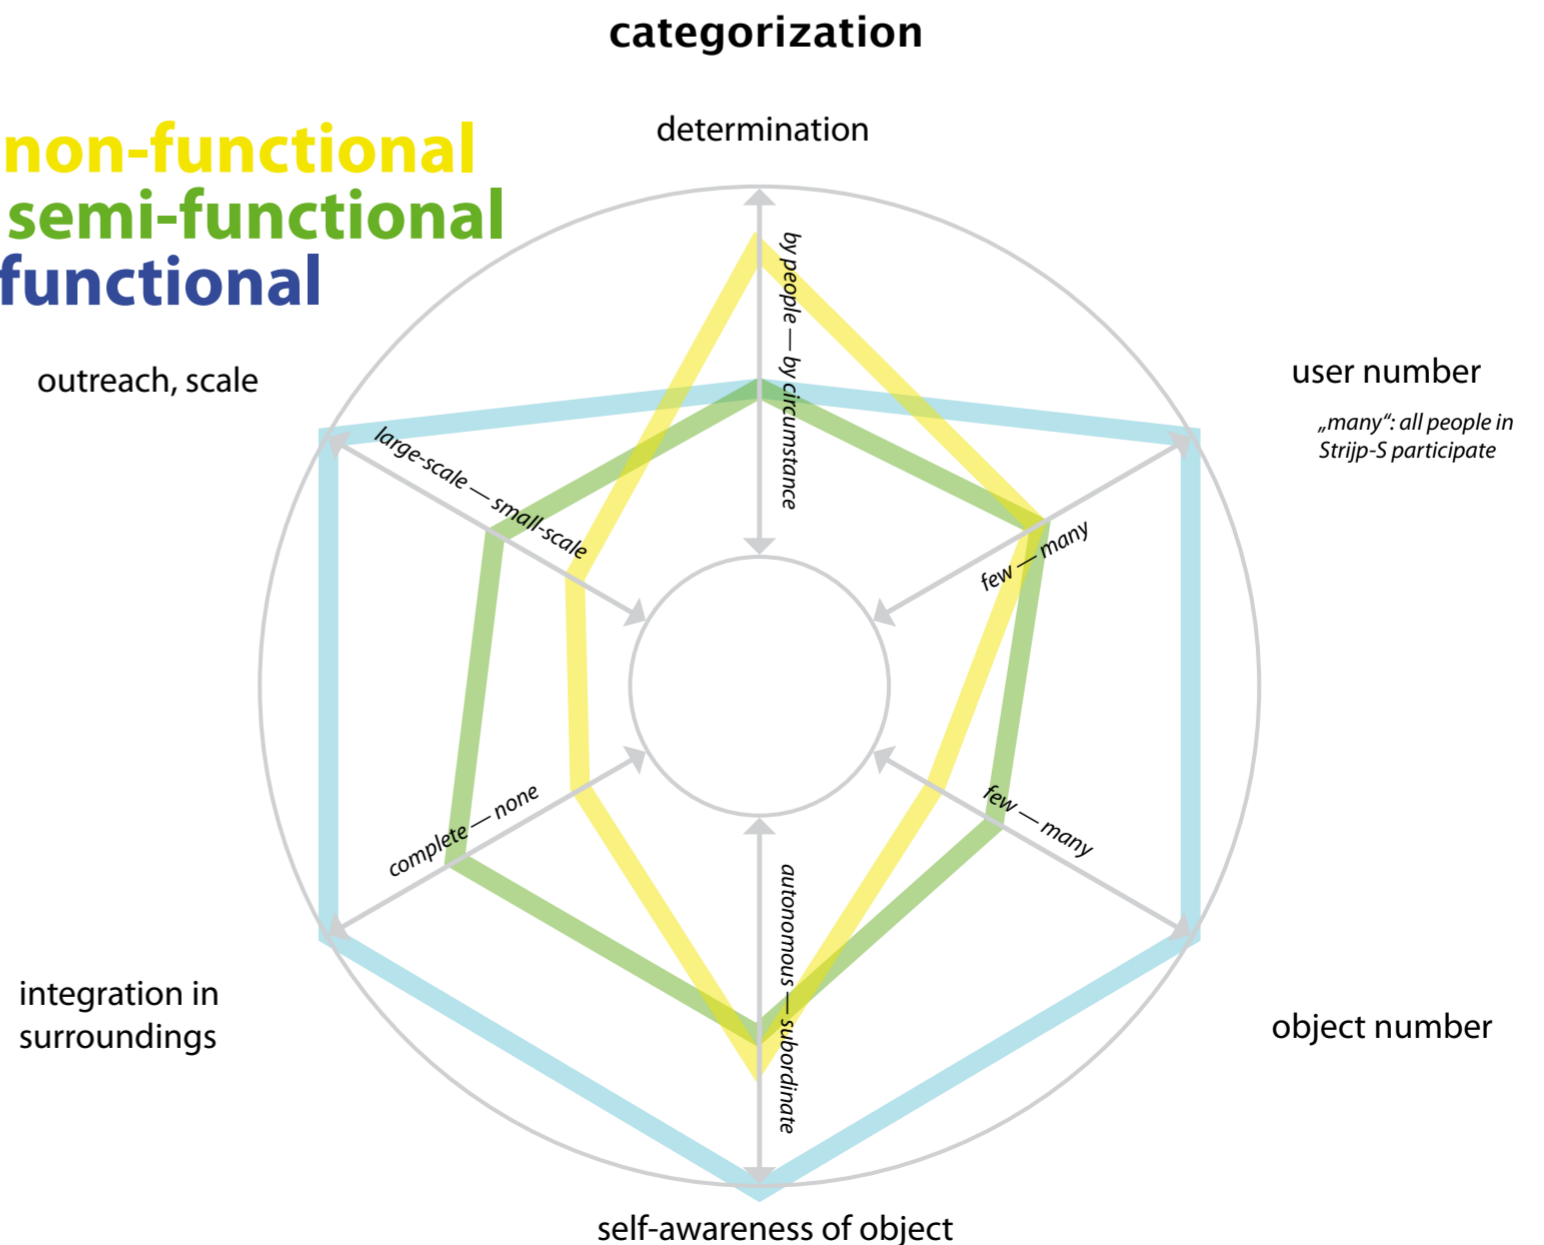 categorization
determination
non-functional
semi-functional
functional
outreach, scale
user number
„many“: all people in
Strijp-S participate
by people — by circumstance
large-scale — small-scale
few — many
complete — none
few — many
autonomous — subordinate
integration in
surroundings
object number
self-awareness of object